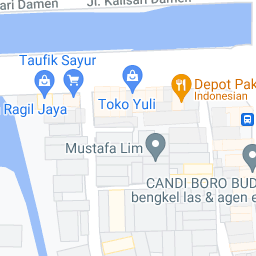 ari Damen
Jl. Kalisari Damen
Taufik Sayur
Ragil Jaya
Toko Yuli
Depot Pak
Indonesian
Mustafa Lim
CANDI BORO BUD
bengkel las & agen e